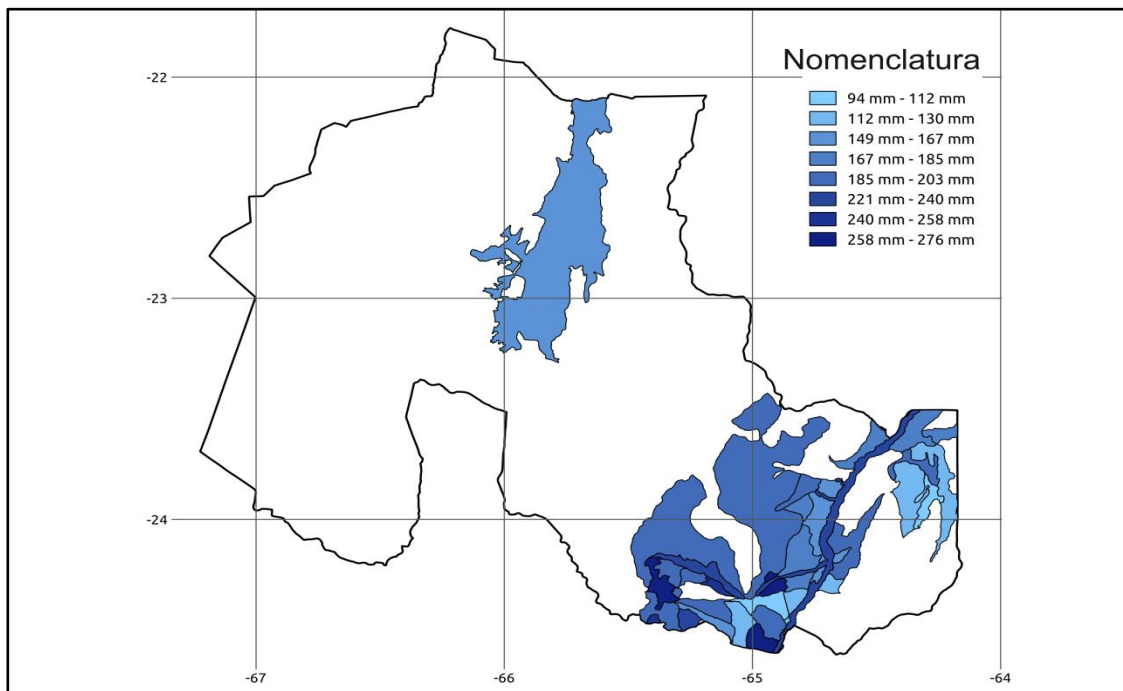 Nomenclatura
94 mm - 112 mm
112 mm - 130 mm
149 mm - 167 mm
167 mm - 185 mm
185 mm - 203 mm
221 mm - 240 mm
240 mm - 258 mm
258 mm - 276 mm
-22
-23
-24
-67
-66
-65
-64